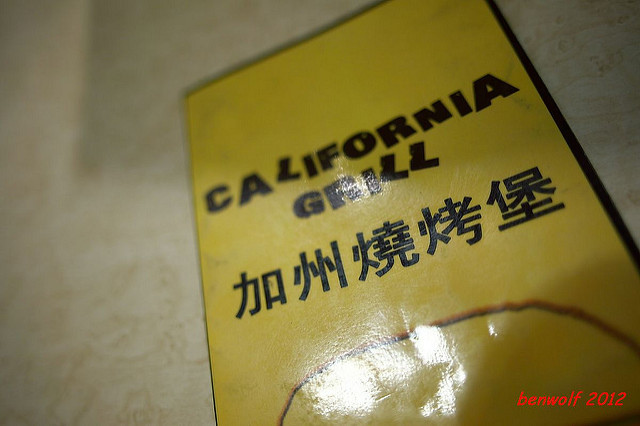 CALIFORNIA
GRILL
加州燒烤堡
benwolf 2012